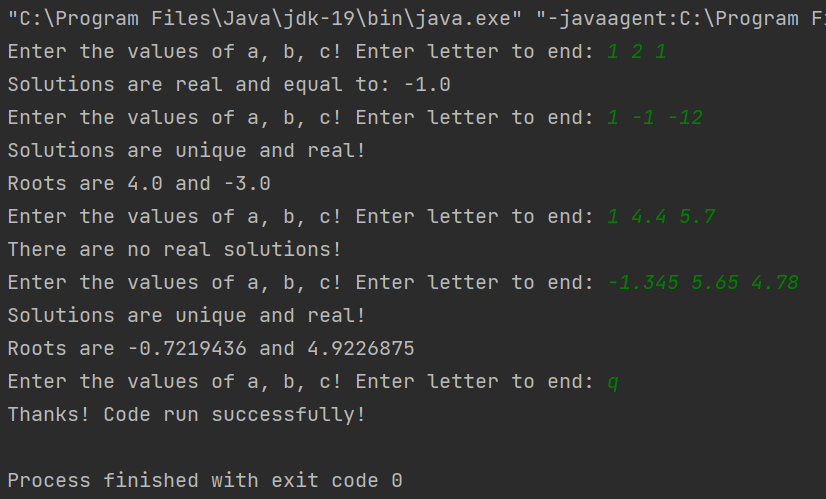 "C:\Program Files\Java\jdk-19\bin\java.exe" "-javaagent:C:\Program
Enter the values of a, b, c! Enter letter to end: 1 2 1
Solutions are real and equal to: -1.0
Enter the values of a, b, c! Enter letter to end: 1 -1 -12
Solutions are unique and real!
Roots are 4.0 and -3.0
Enter the values of a, b, c! Enter letter to end: 1 4.4 5.7
There are no real solutions!
Enter the values of a, b, c! Enter letter to end: -1.345 5.65 4.78
Solutions are unique and real!
Roots are -0.7219436 and 4.9226875
Enter the values of a, b, c! Enter letter to end: q
Thanks! Code run successfully!
Process finished with exit code 0